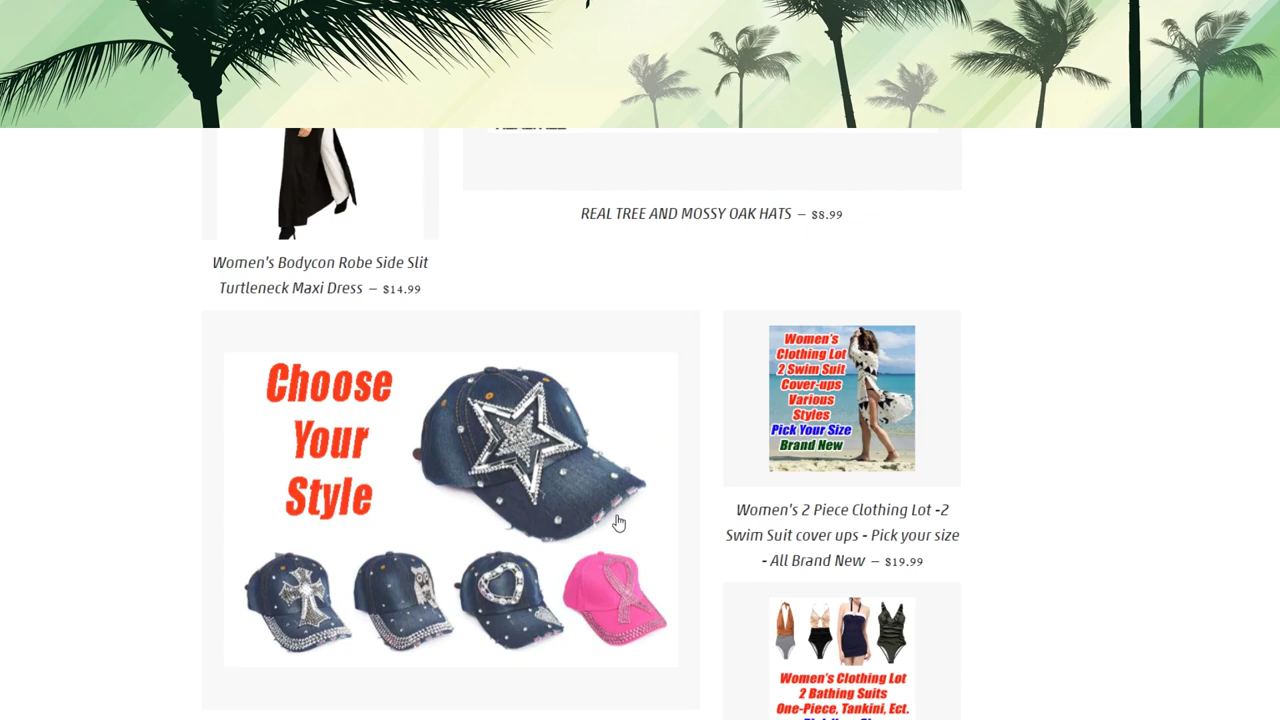 REAL TREE AND MOSSY OAK HATS – $8.99
Women's Bodycon Robe Side Slit
Turtleneck Maxi Dress – $14.99
Choose
Your
Style
Women's
Clothing Lot
2 Swim Suit
Cover-ups
Various
Styles
Pick Your Size
Brand New
Women's 2 Piece Clothing Lot -2
Swim Suit cover ups - Pick your size
- All Brand New – $19.99
Women's Clothing Lot
2 Bathing Suits
One-Piece, Tankini, Ect.